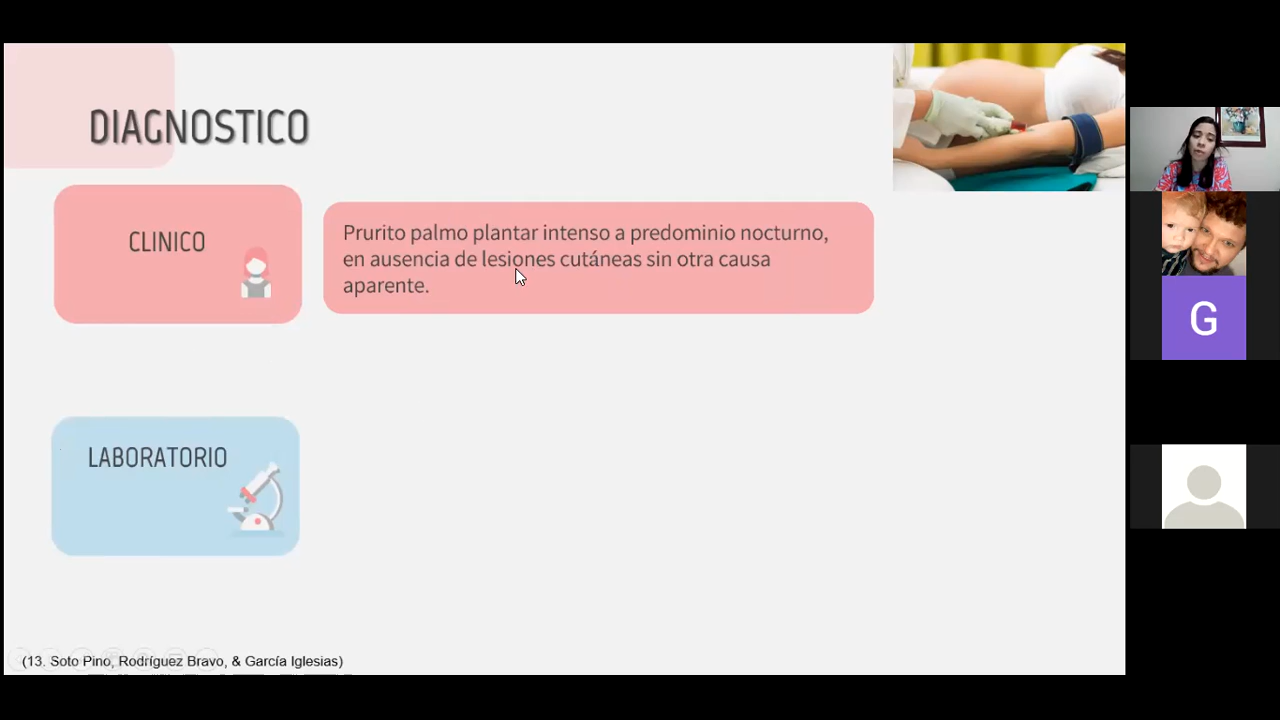 DIAGNOSTICO
CLINICO
Prurito palmo plantar intenso a predominio nocturno,
en ausencia de lesiones cutáneas sin otra causa
aparente.
LABORATORIO
(13. Soto Pino, Rodríguez Bravo, & García Iglesias)
G